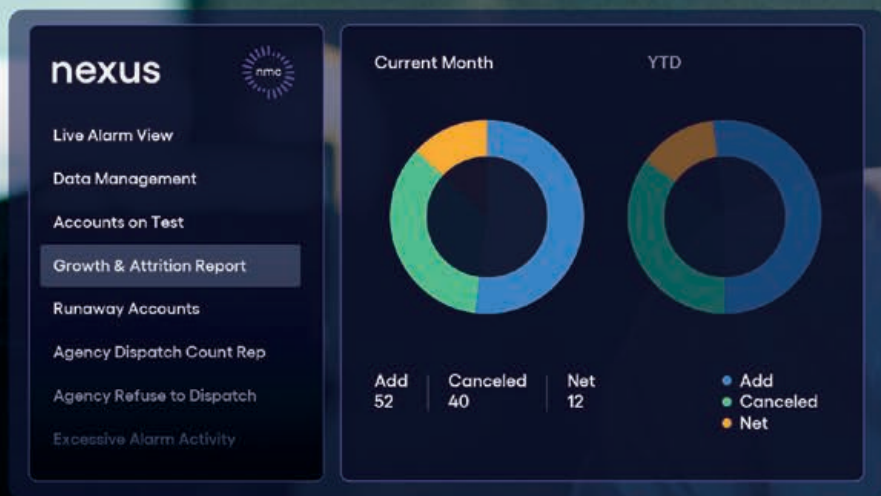 nexus
nmc
Live Alarm View
Data Management
Accounts on Test
Growth & Attrition Report
Runaway Accounts
Agency Dispatch Count Rep
Agency Refuse to Dispatch
Excessive Alarm Activity
Current Month
YTD
Add
52
Canceled
40
Net
12
Add
Canceled
Net